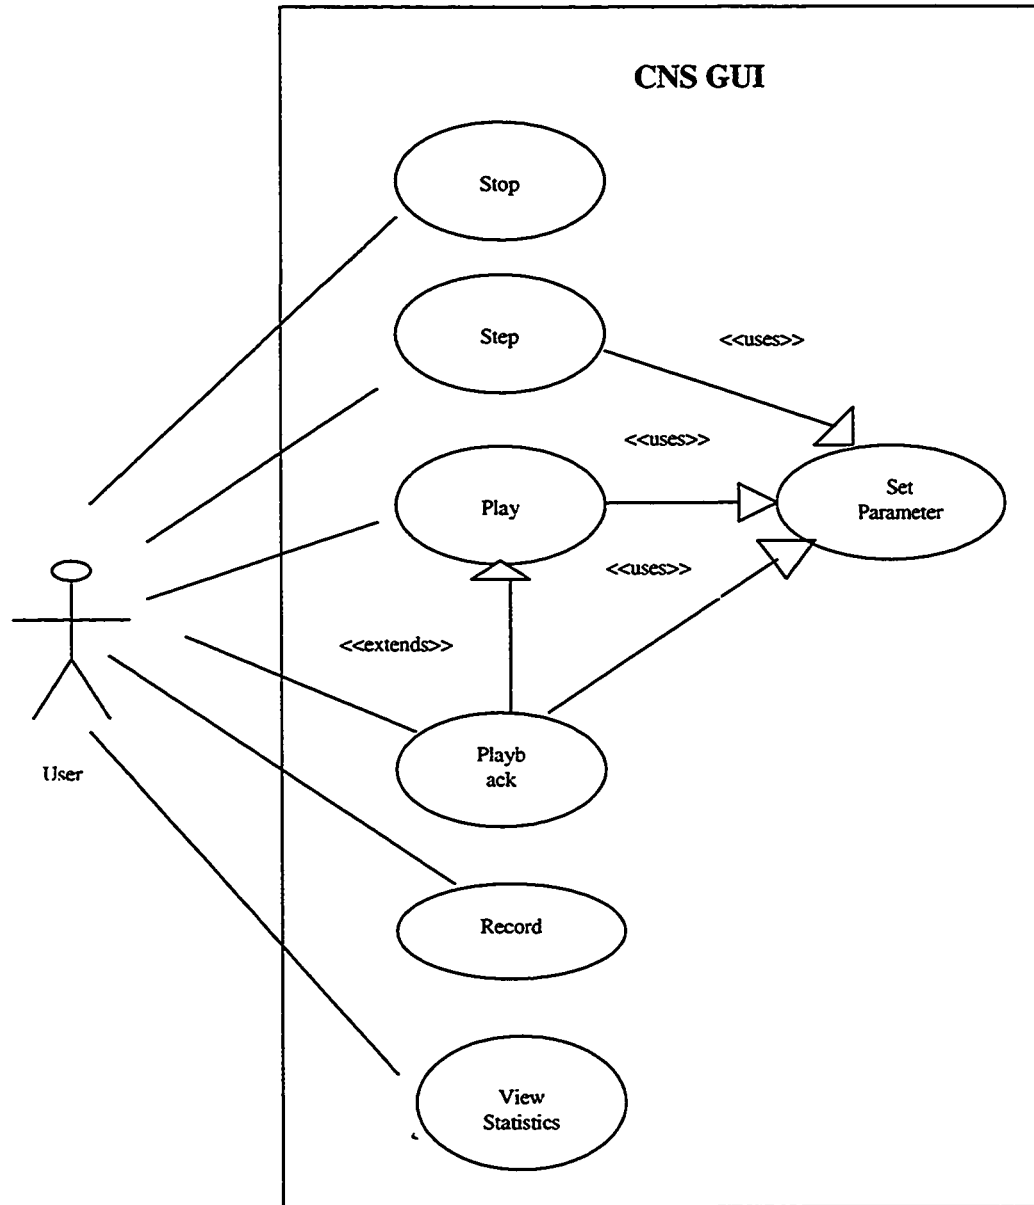 CNS GUI
Stop
Step
<<uses>>
<<uses>>
Play
Set
Parameter
<<uses>>
<<extends>>
Playb
ack
User
Record
View
Statistics